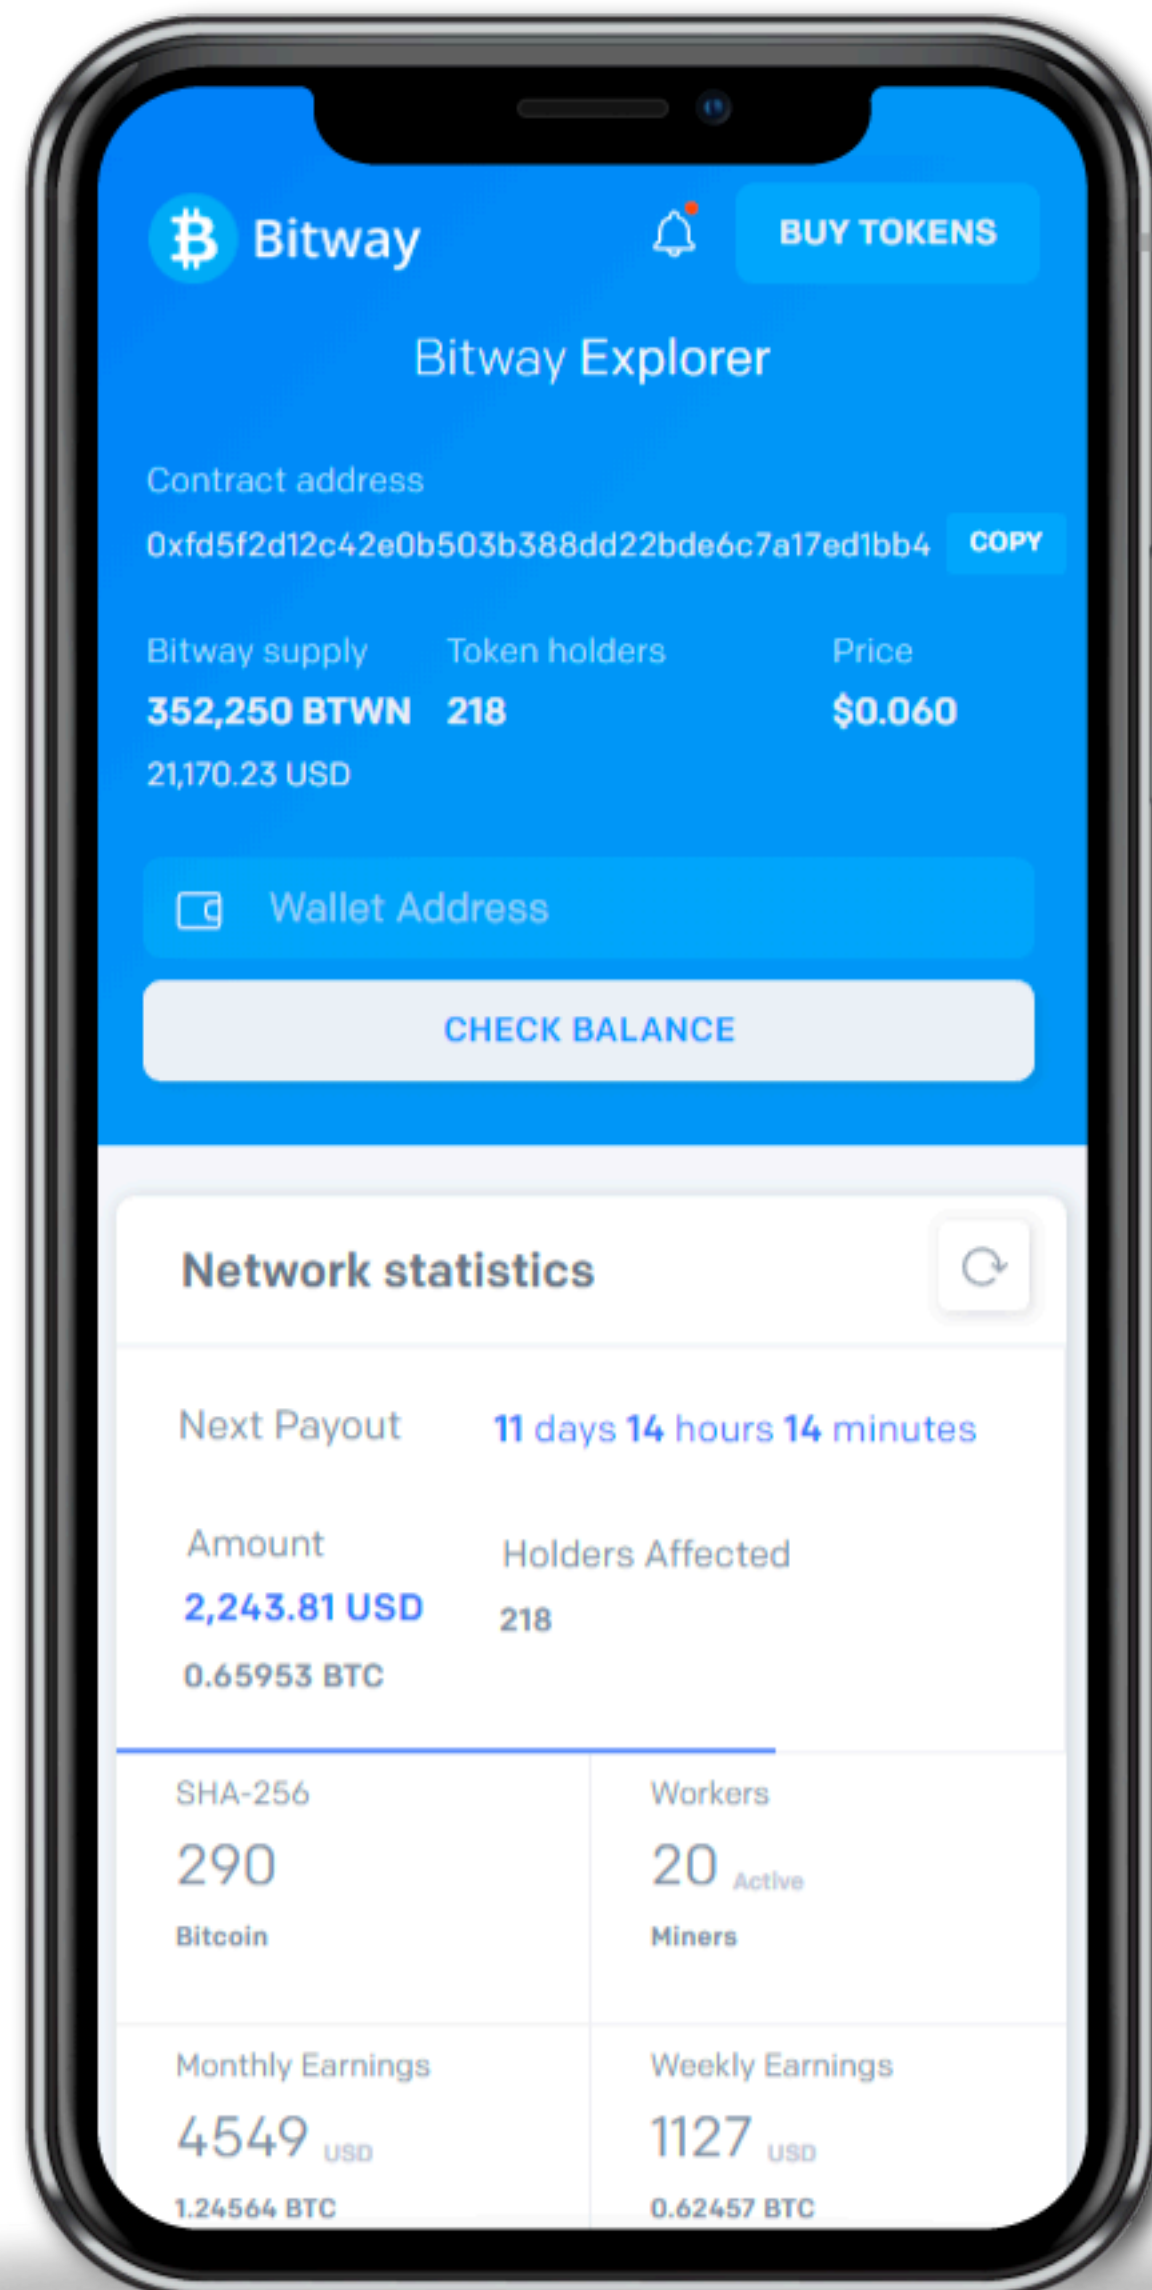 Bitway
BUY TOKENS
Bitway Explorer
Contract address
0xfd5f2d12c42e0b503b388dd22bde6c7a17ed1bb4 COPY
Bitway supply Token holders Price
352,250 BTWN 218 $0.060
21,170.23 USD
Wallet Address
CHECK BALANCE
Network statistics
Next Payout 11 days 14 hours 14 minutes
Amount Holders Affected
2,243.81 USD 218
0.65953 BTC
SHA-256 Workers
290 20 Active
Bitcoin Miners
Monthly Earnings Weekly Earnings
4549 USD 1127 USD
1.24564 BTC 0.62457 BTC